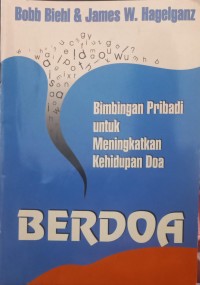 Bobb Biehl & James W. Hagelganz
Bimbingan Pribadi
untuk
Meningkatkan
Kehidupan Doa
BERDOA